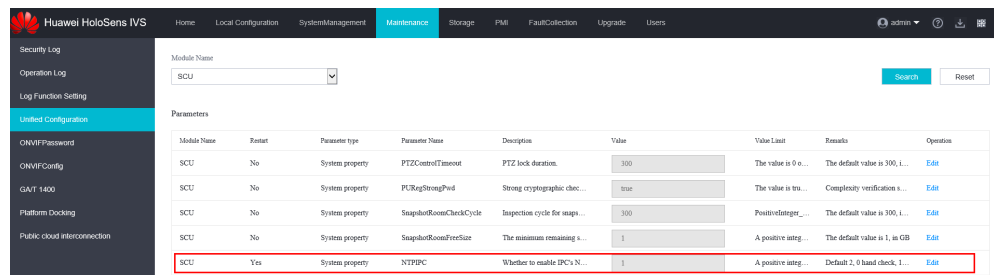 Huawei HoloSens IVS
Home Local Configuration SystemManagement Maintenance Storage PMI FaultCollection Upgrade Users admin
Security Log
Operation Log
Log Function Setting
Unified Configuration
ONVIFPassword
ONVIFConfig
GA/T 1400
Platform Docking
Public cloud interconnection
Module Name
SCU
Search Reset
Parameters
Module Name Restart Parameter type Parameter Name Description Value Value Limit Remarks Operation
SCU No System property PTZControlTimeout PTZ lock duration. 300 The value is 0 o... The default value is 300, i... Edit
SCU No System property PURegStrongPwd Strong cryptographic chec... true The value is tru... Complexity verification s... Edit
SCU No System property SnapshotRoomCheckCycle Inspection cycle for snaps... 300 PositiveInteger_... The default value is 300, i... Edit
SCU No System property SnapshotRoomFreeSize The minimum remaining s... 1 A positive integ... The default value is 1, in GB Edit
SCU Yes System property NTPIPC Whether to enable IPC's N... 1 A positive integ... Default 2, 0 hand check, 1... Edit